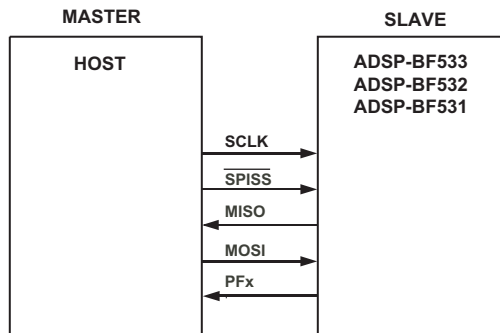 MASTER
SLAVE
HOST
ADSP-BF533
ADSP-BF532
ADSP-BF531
SCLK
SPISS
MISO
MOSI
PFx